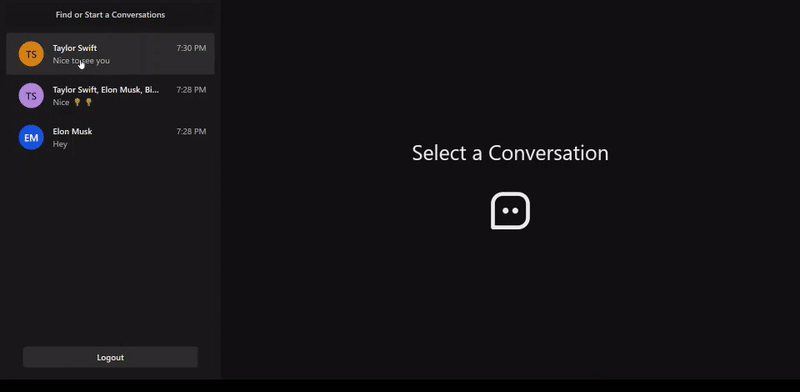 Find or Start a Conversations
TS
Taylor Swift
7:30 PM
Nice to see you
TS
Taylor Swift, Elon Musk, Bi...
7:28 PM
Nice 💡 💡
EM
Elon Musk
7:28 PM
Hey
Select a Conversation
Logout